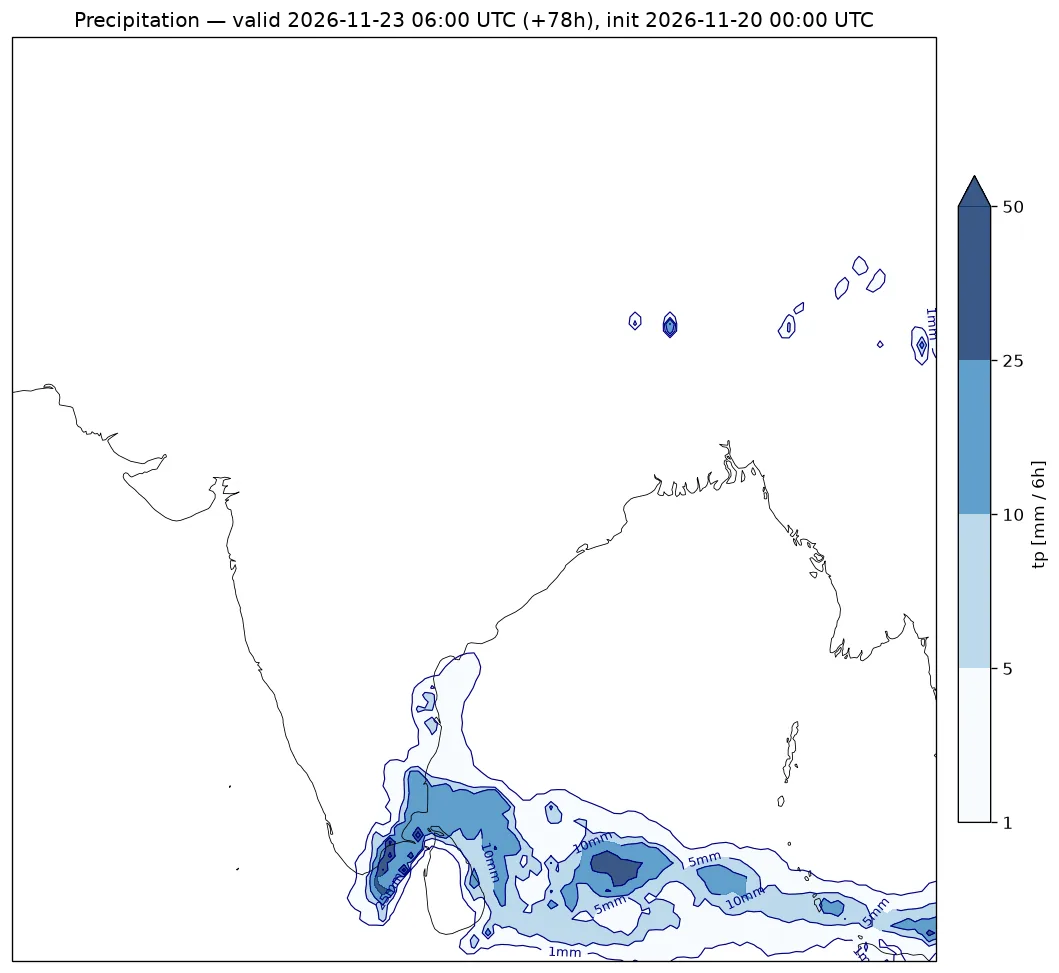 Precipitation — valid 2026-11-23 06:00 UTC (+78h), init 2026-11-20 00:00 UTC
50
25
10
5
1
tp [mm / 6h]
1mm
10mm
10mm
5mm
5mm
10mm
5mm
1mm